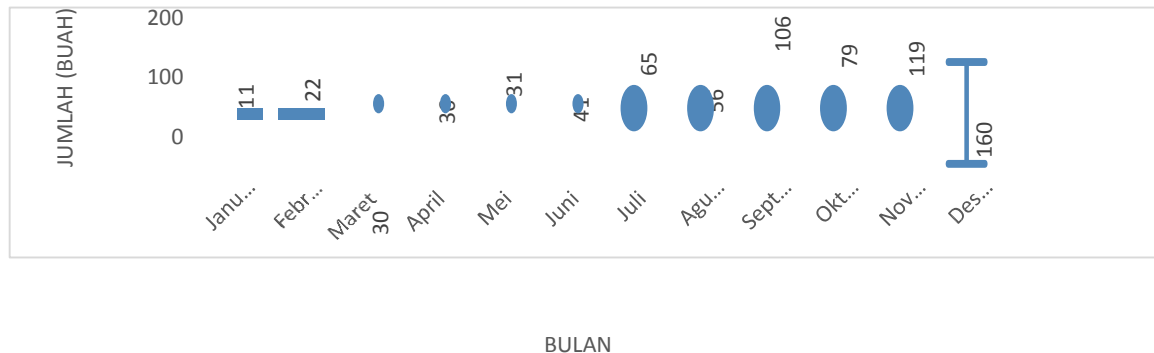 JUMLAH (BUAH)
200
100
0
11
22
30
30
31
41
65
56
106
79
119
160
Janu...
Febr...
Maret
April
Mei
Juni
Juli
Agu...
Sept...
Okt...
Nov...
Des...
BULAN